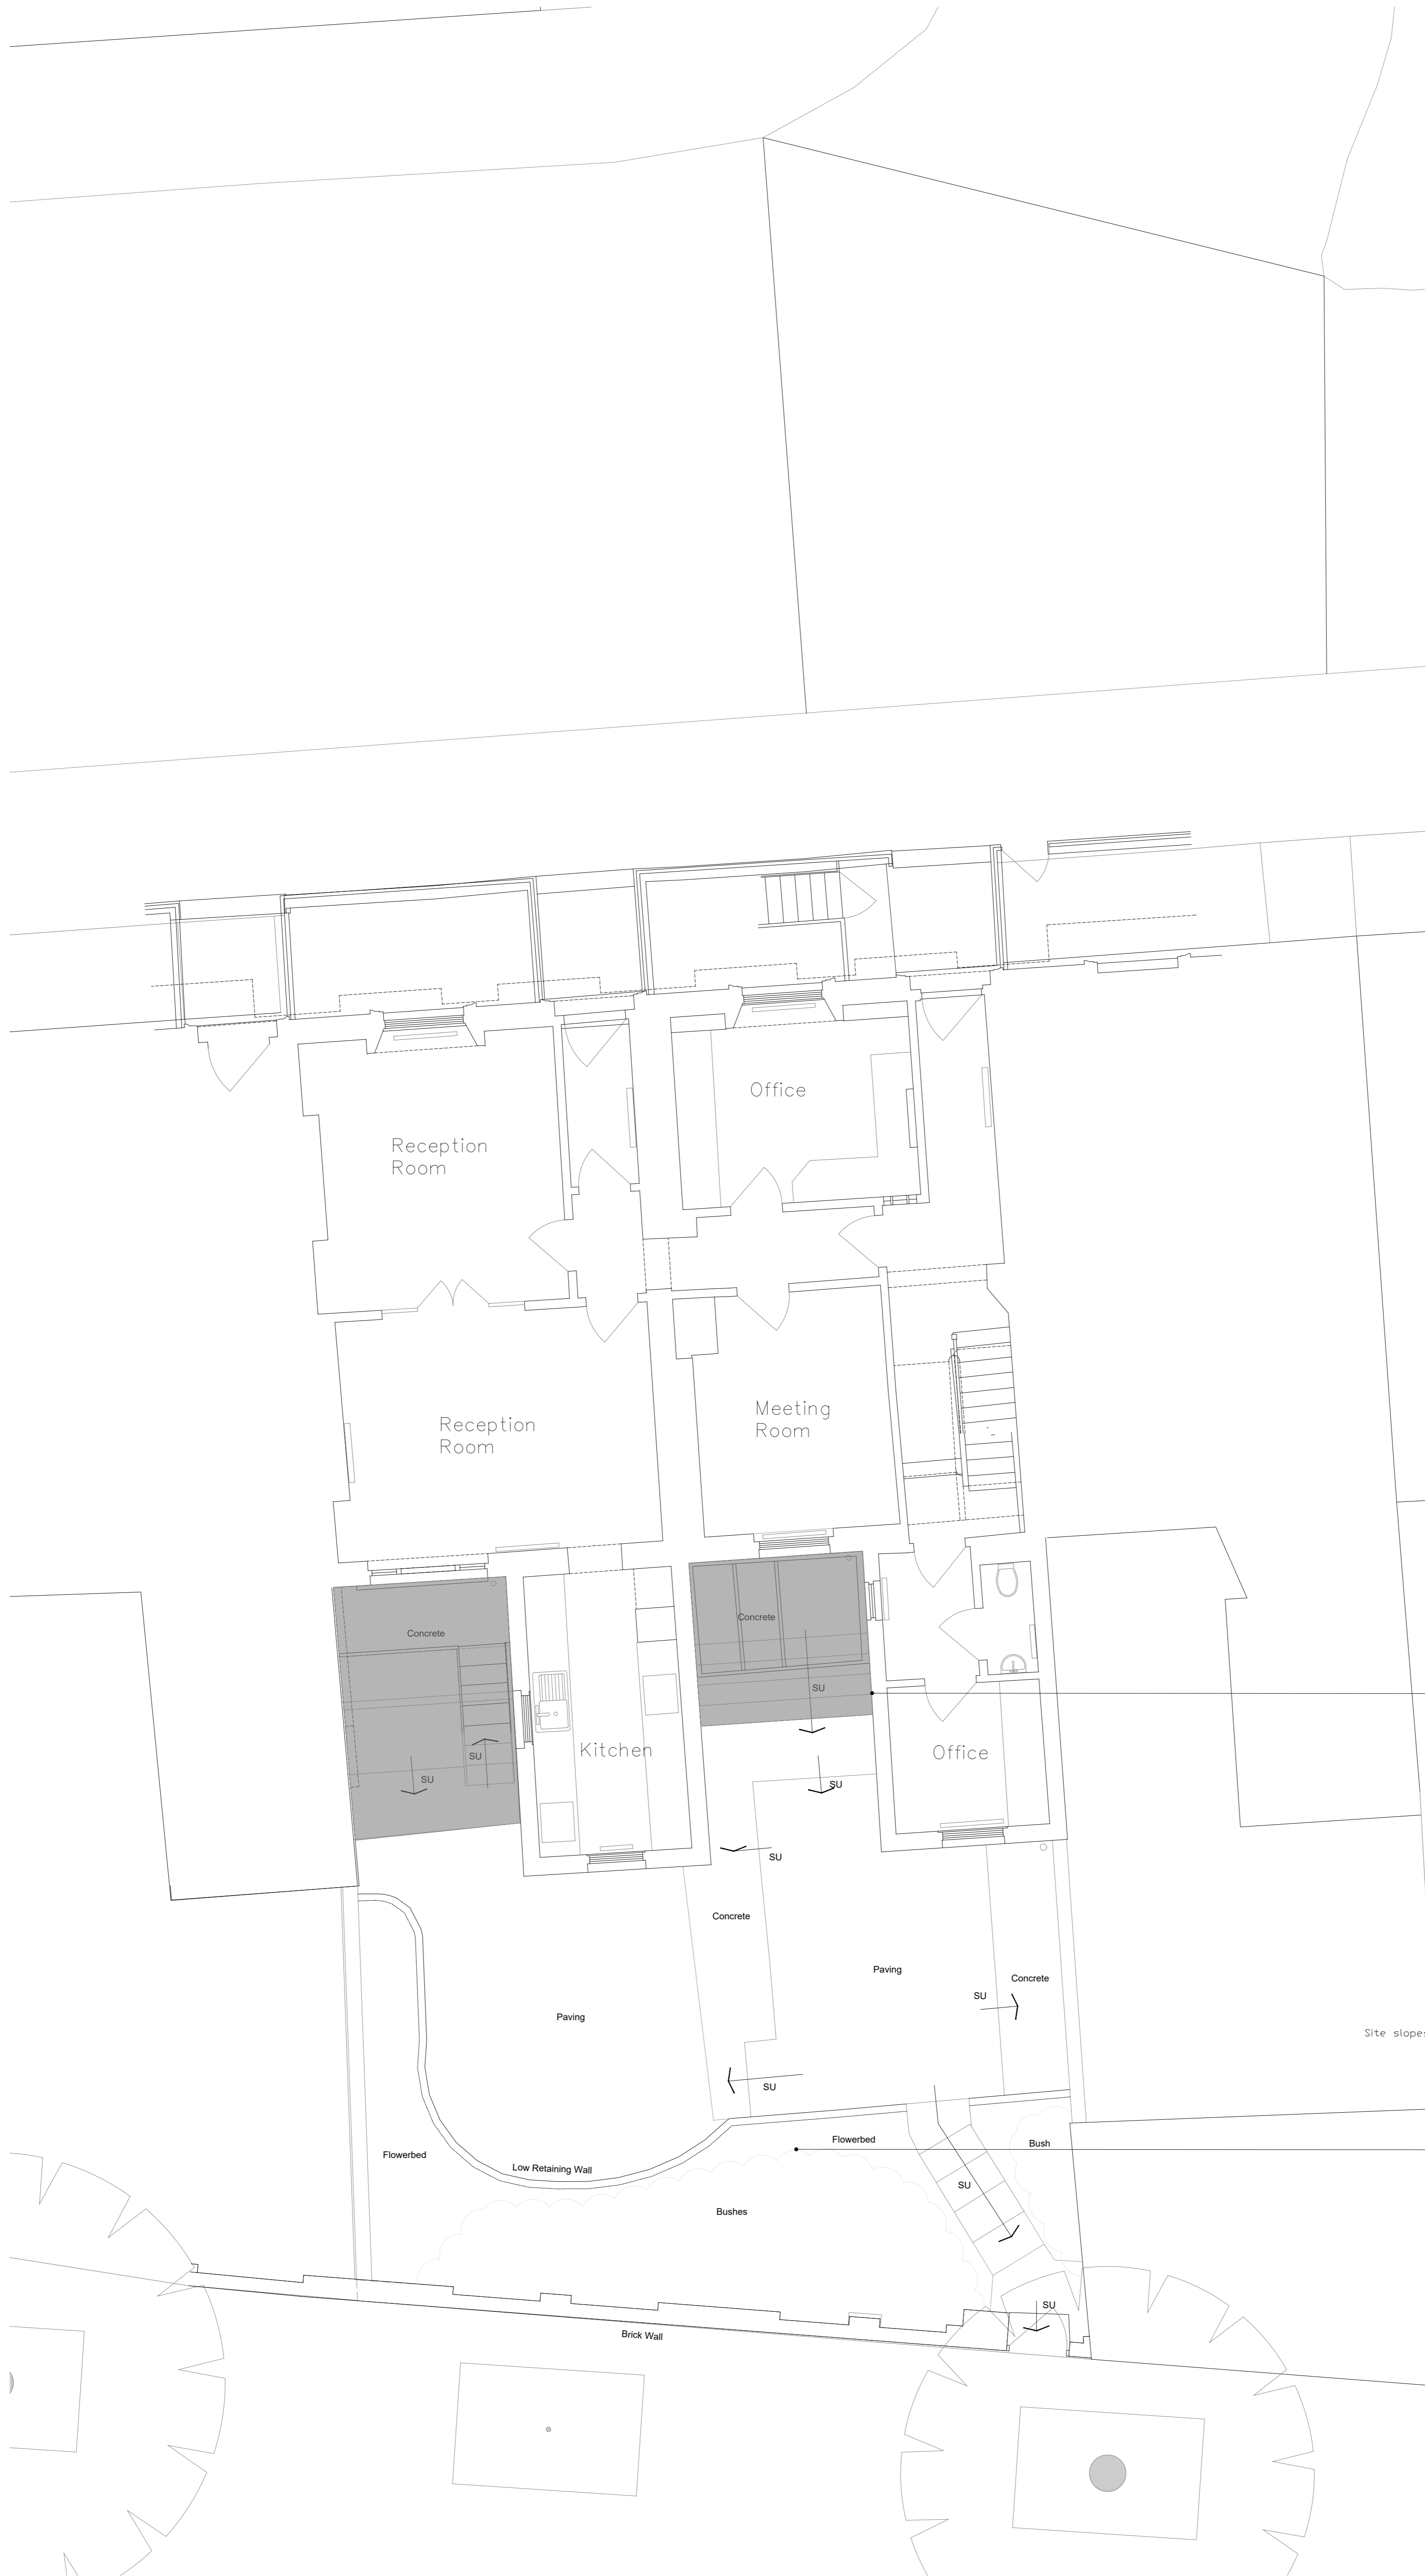 Office
Reception
Room
Reception
Room
Meeting
Room
Concrete
Concrete
SU
Kitchen
Office
SU
SU
SU
SU
Concrete
Paving
Concrete
SU
Paving
Site slopes
SU
Flowerbed
Flowerbed
Bush
Low Retaining Wall
SU
Bushes
SU
Brick Wall